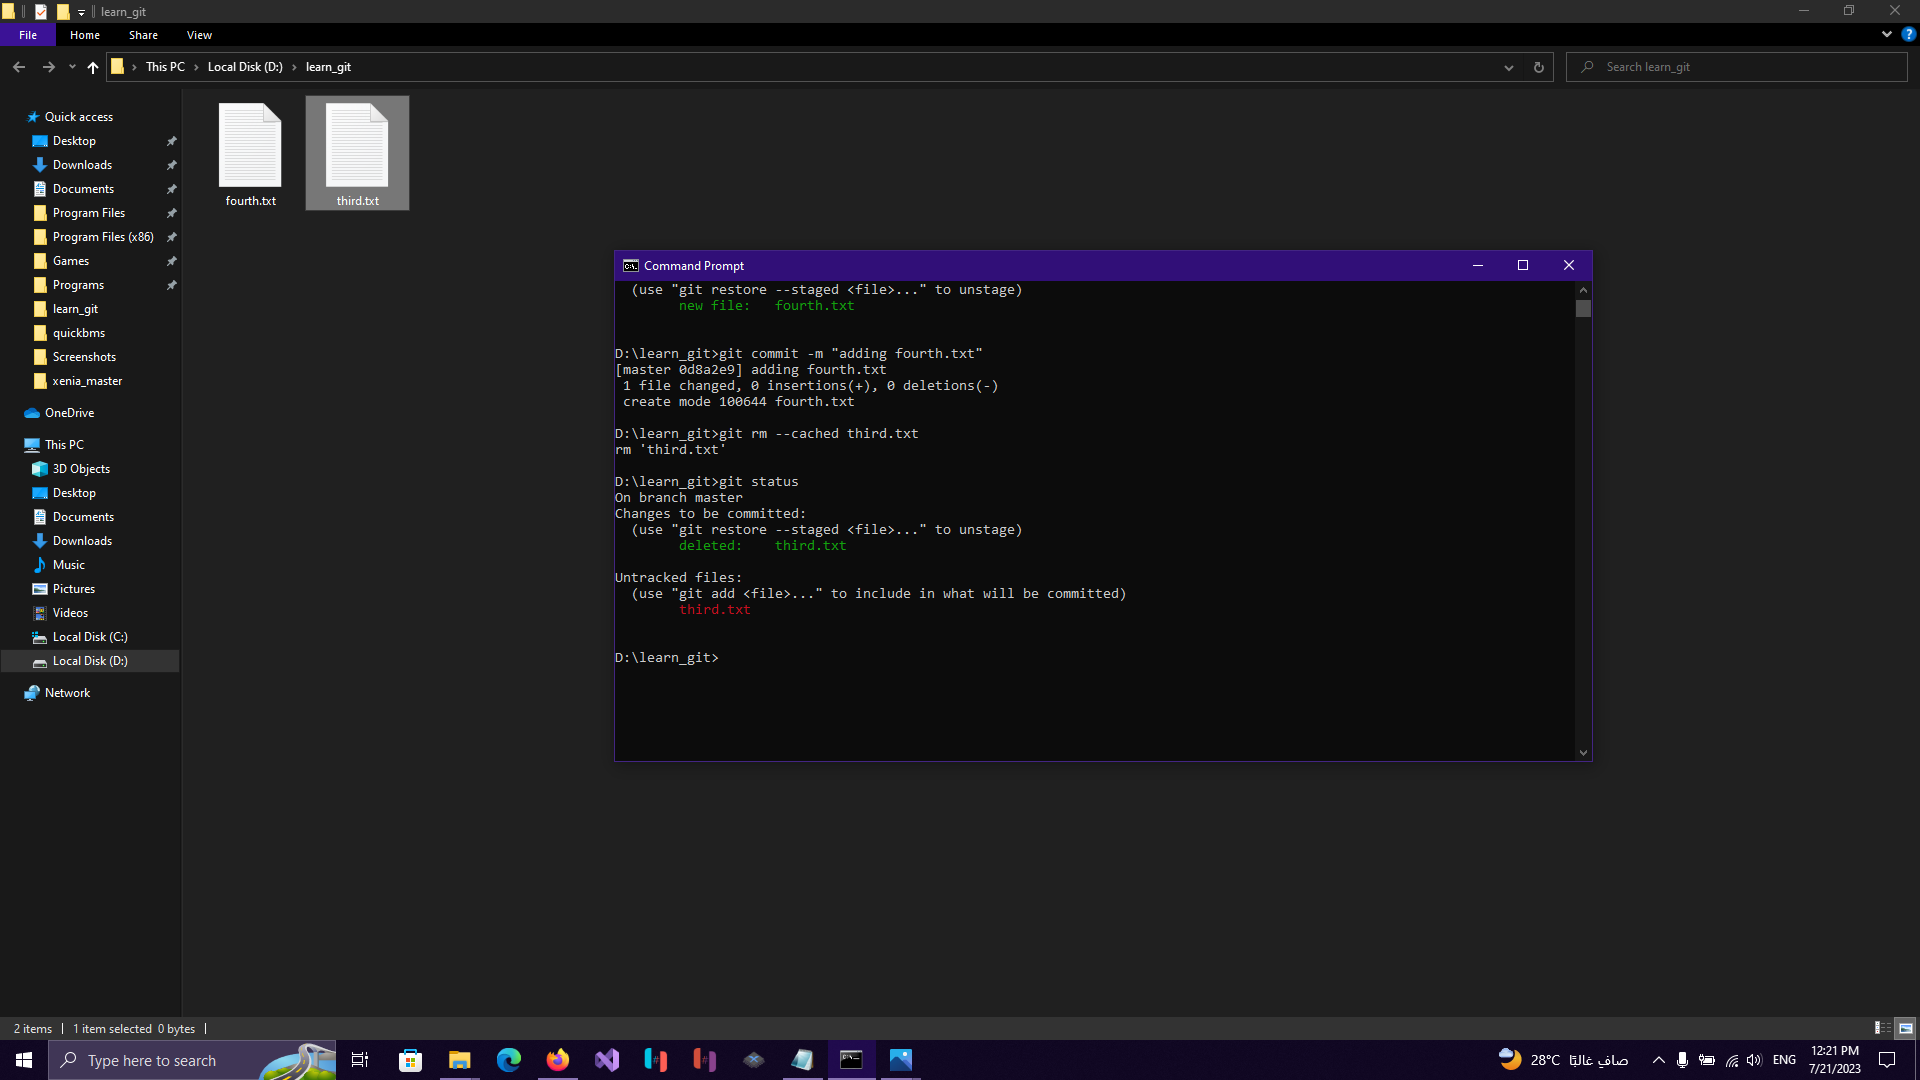 learn_git
File
Home
Share
View
This PC
Local Disk (D:)
learn_git
Search learn_git
Quick access
Desktop
Downloads
Documents
Program Files
Program Files (x86)
Games
Programs
learn_git
quickbms
Screenshots
xenia_master
OneDrive
This PC
3D Objects
Desktop
Documents
Downloads
Music
Pictures
Videos
Local Disk (C:)
Local Disk (D:)
Network
fourth.txt
third.txt
Command Prompt
(use "git restore --staged <file>..." to unstage)
new file:   fourth.txt
D:\learn_git>git commit -m "adding fourth.txt"
[master 0d8a2e9] adding fourth.txt
1 file changed, 0 insertions(+), 0 deletions(-)
create mode 100644 fourth.txt
D:\learn_git>git rm --cached third.txt
rm 'third.txt'
D:\learn_git>git status
On branch master
Changes to be committed:
(use "git restore --staged <file>..." to unstage)
deleted:    third.txt
Untracked files:
(use "git add <file>..." to include in what will be committed)
third.txt
D:\learn_git>
2 items
1 item selected 0 bytes
Type here to search
28°C صافٍ غالبًا
ENG
12:21 PM
7/21/2023